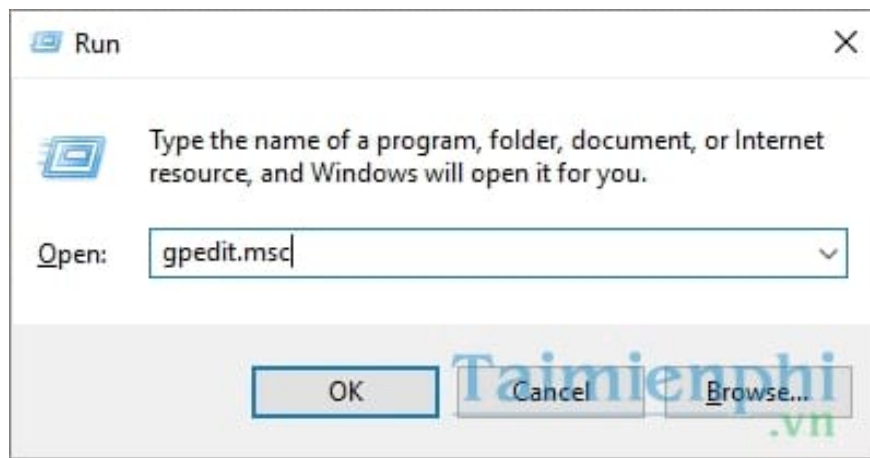 Run
Type the name of a program, folder, document, or Internet
resource, and Windows will open it for you.
Open: gpedit.msc
OK Cancel Browse...
Taimienphi
.vn